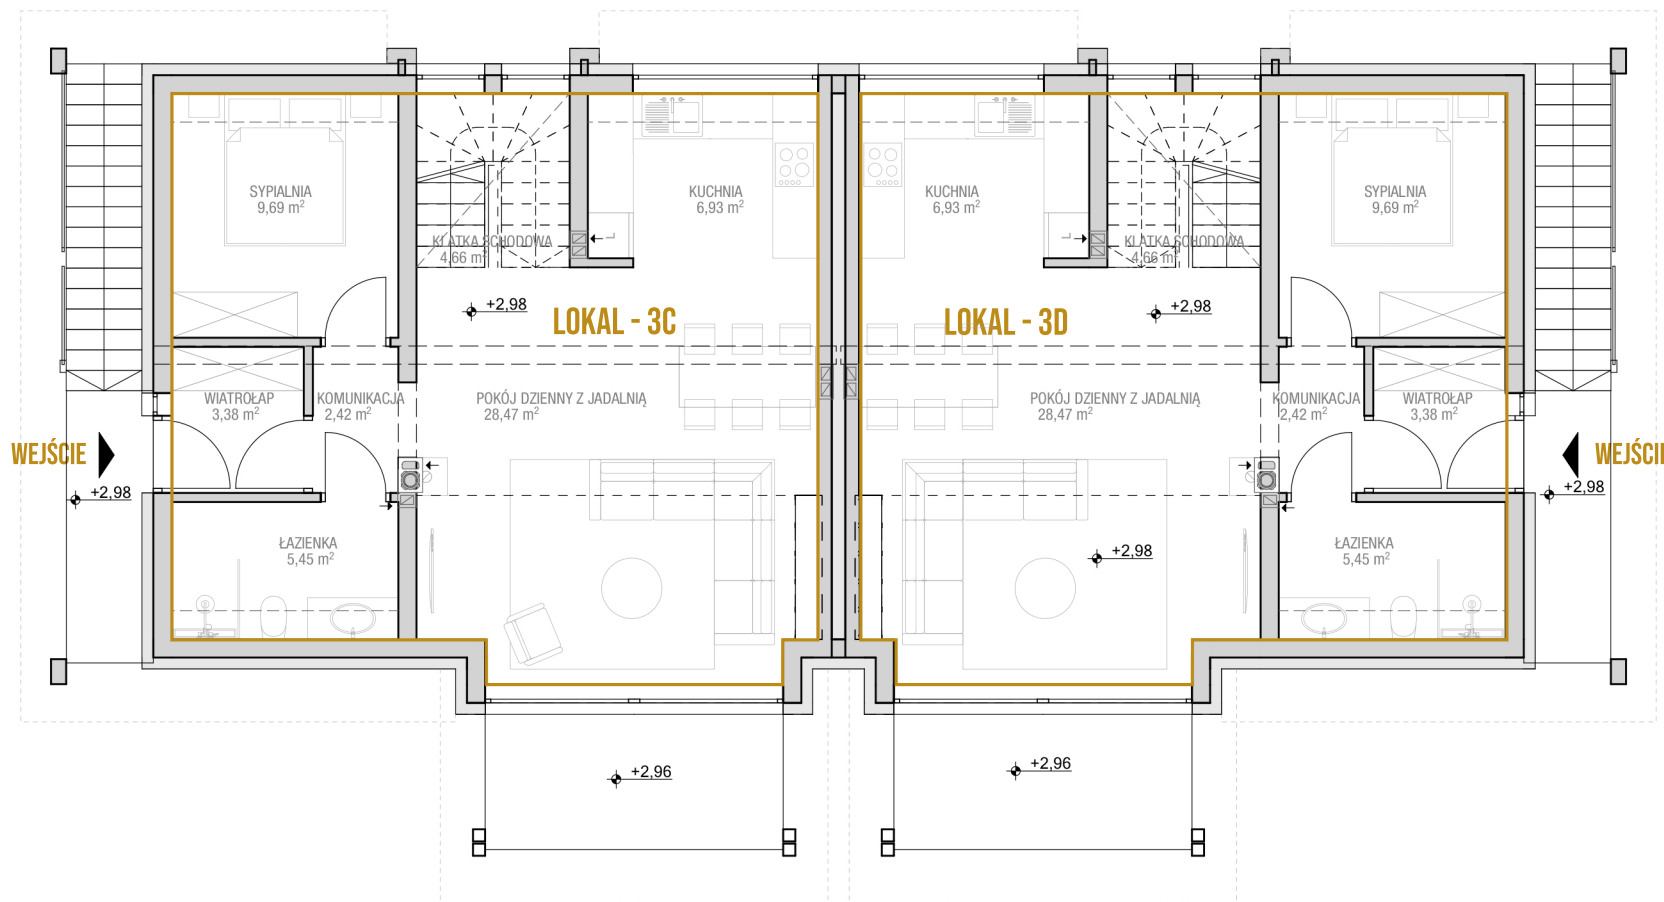 SYPIALNIA
9,69 m²
KUCHNIA
6,93 m²
KUCHNIA
6,93 m²
SYPIALNIA
9,69 m²
KLATKA SCHODOWA
4,66 m²
KLATKA SCHODOWA
4,66 m²
+2,98
LOKAL - 3C
LOKAL - 3D
+2,98
WIATROŁAP
3,38 m²
KOMUNIKACJA
2,42 m²
POKÓJ DZIENNY Z JADALNIĄ
28,47 m²
POKÓJ DZIENNY Z JADALNIĄ
28,47 m²
KOMUNIKACJA
2,42 m²
WIATROŁAP
3,38 m²
WEJŚCIE
WEJŚCIE
+2,98
+2,98
ŁAZIENKA
5,45 m²
+2,98
ŁAZIENKA
5,45 m²
+2,96
+2,96